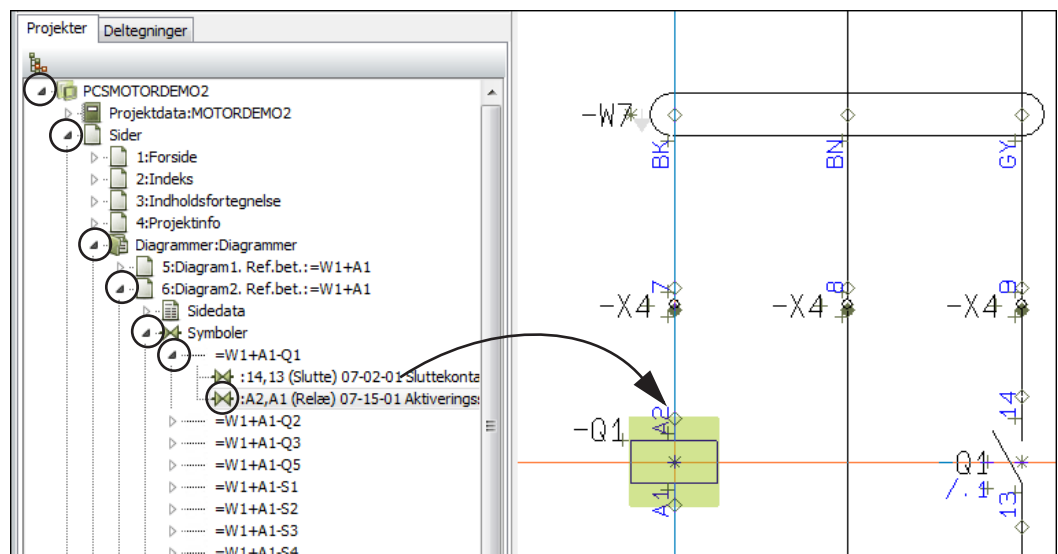 Projekter Deltegninger
PCSMOTORDEMO2
Projektdata:MOTORDEMO2
Sider
1:Forside
2:Indeks
3:Indholdsfortegnelse
4:Projektinfo
Diagrammer:Diagrammer
5:Diagram1. Ref.bet.:=W1+A1
6:Diagram2. Ref.bet.:=W1+A1
Sidedata
Symboler
=W1+A1-Q1
:14,13 (Slutte) 07-02-01 Sluttekonta
:A2,A1 (Relæ) 07-15-01 Aktiverings
=W1+A1-Q2
=W1+A1-Q3
=W1+A1-Q5
=W1+A1-S1
=W1+A1-S2
=W1+A1-S3
=W1+A1-S4
-W7
BK BN GY
7 8 9
-X4 -X4 -X4
A2 14
-Q1 -Q1
/.1
A1 13